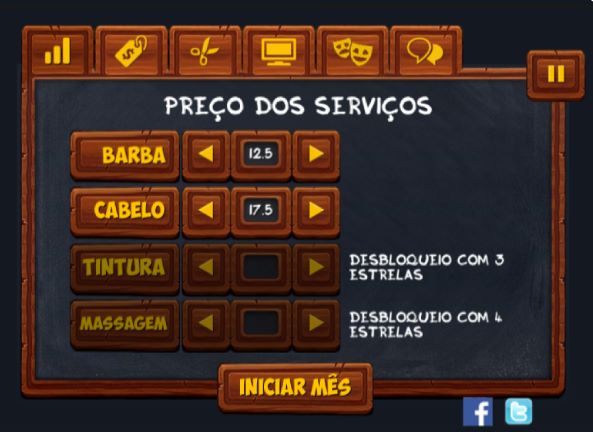 PREÇO DOS SERVIÇOS
BARBA 12.5
CABELO 17.5
TINTURA DESBLOQUEIO COM 3
ESTRELAS
MASSAGEM DESBLOQUEIO COM 4
ESTRELAS
INICIAR MÊS